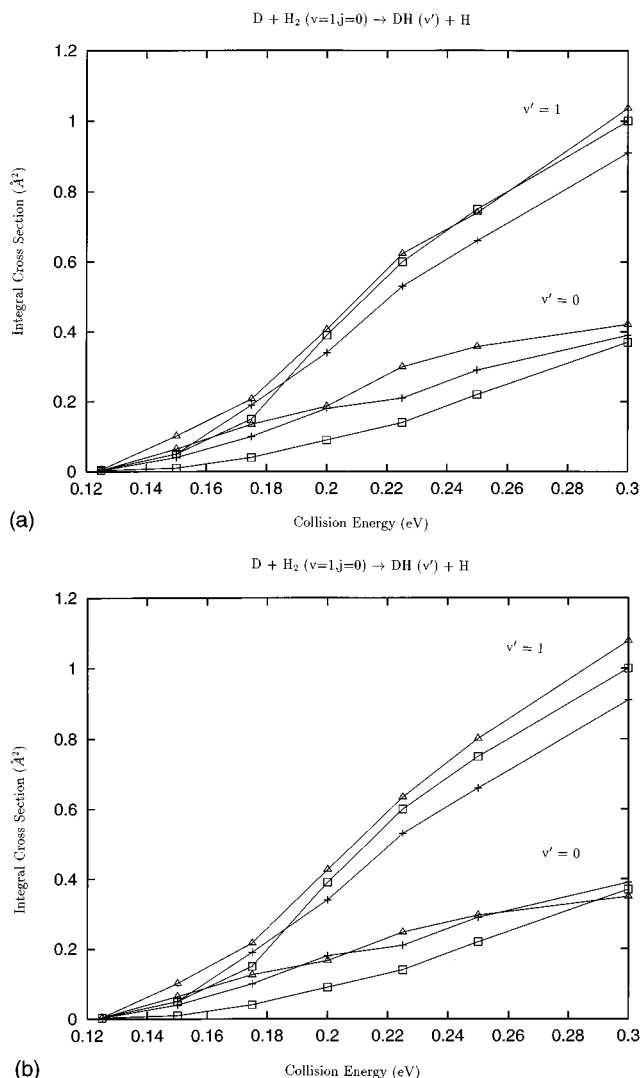 D + H₂ (v=1,j=0) → DH (v′) + H
1.2
1
0.8
0.6
0.4
0.2
0
Integral Cross Section (Å²)
v′ = 1
v′ = 0
0.12 0.14 0.16 0.18 0.2 0.22 0.24 0.26 0.28 0.3
Collision Energy (eV)
(a)
D + H₂ (v=1,j=0) → DH (v′) + H
1.2
1
0.8
0.6
0.4
0.2
0
Integral Cross Section (Å²)
v′ = 1
v′ = 0
0.12 0.14 0.16 0.18 0.2 0.22 0.24 0.26 0.28 0.3
Collision Energy (eV)
(b)